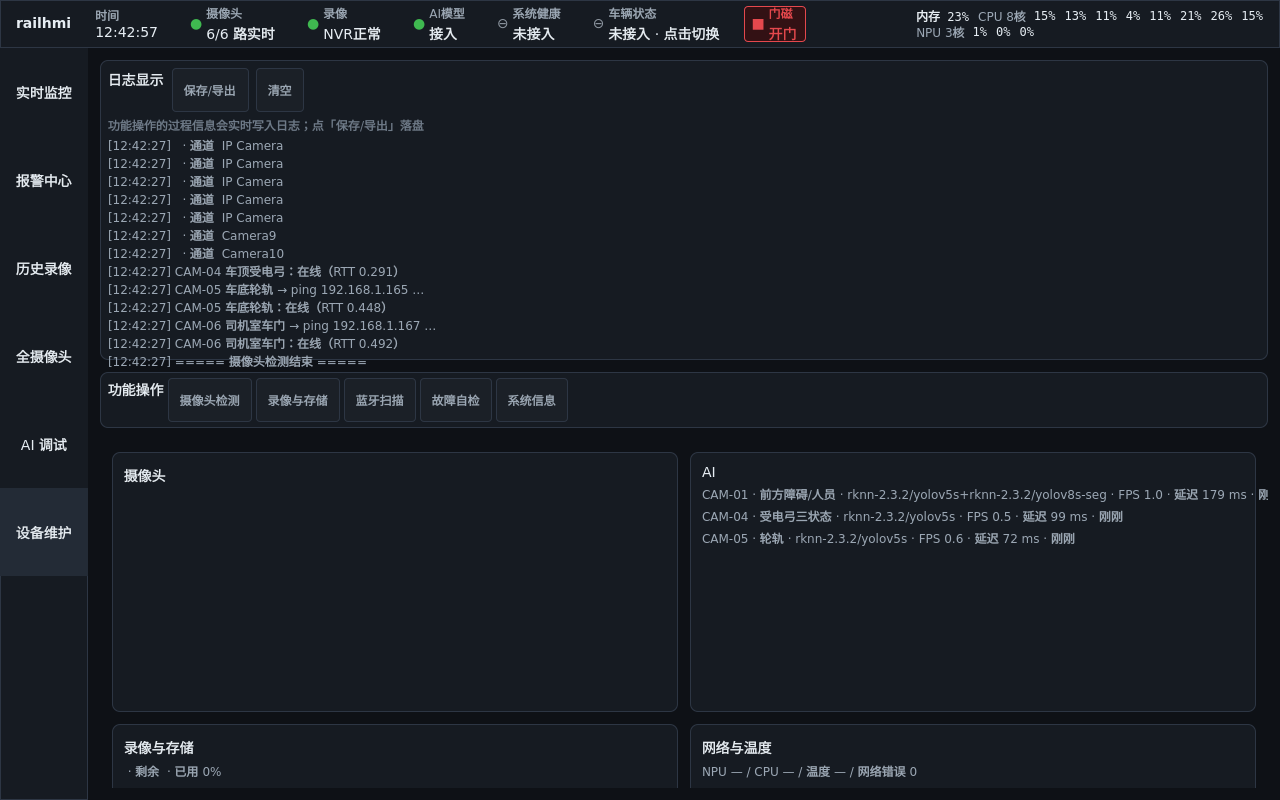 railhmi
时间
12:42:57
摄像头
6/6 路实时
录像
NVR正常
AI模型
接入
系统健康
未接入
车辆状态
未接入 · 点击切换
门磁
开门
内存 23% CPU 8核 15% 13% 11% 4% 11% 21% 26% 15%
NPU 3核 1% 0% 0%
实时监控
报警中心
历史录像
全摄像头
AI 调试
设备维护
日志显示 保存/导出 清空
功能操作的过程信息会实时写入日志；点「保存/导出」落盘
[12:42:27] · 通道 IP Camera
[12:42:27] · 通道 IP Camera
[12:42:27] · 通道 IP Camera
[12:42:27] · 通道 IP Camera
[12:42:27] · 通道 IP Camera
[12:42:27] · 通道 Camera9
[12:42:27] · 通道 Camera10
[12:42:27] CAM-04 车顶受电弓：在线（RTT 0.291）
[12:42:27] CAM-05 车底轮轨 → ping 192.168.1.165 …
[12:42:27] CAM-05 车底轮轨：在线（RTT 0.448）
[12:42:27] CAM-06 司机室车门 → ping 192.168.1.167 …
[12:42:27] CAM-06 司机室车门：在线（RTT 0.492）
[12:42:27] ===== 摄像头检测结束 =====
功能操作 摄像头检测 录像与存储 蓝牙扫描 故障自检 系统信息
摄像头
AI
CAM-01 · 前方障碍/人员 · rknn-2.3.2/yolov5s+rknn-2.3.2/yolov8s-seg · FPS 1.0 · 延迟 179 ms ·
CAM-04 · 受电弓三状态 · rknn-2.3.2/yolov5s · FPS 0.5 · 延迟 99 ms · 刚刚
CAM-05 · 轮轨 · rknn-2.3.2/yolov5s · FPS 0.6 · 延迟 72 ms · 刚刚
录像与存储
· 剩余 · 已用 0%
网络与温度
NPU — / CPU — / 温度 — / 网络错误 0